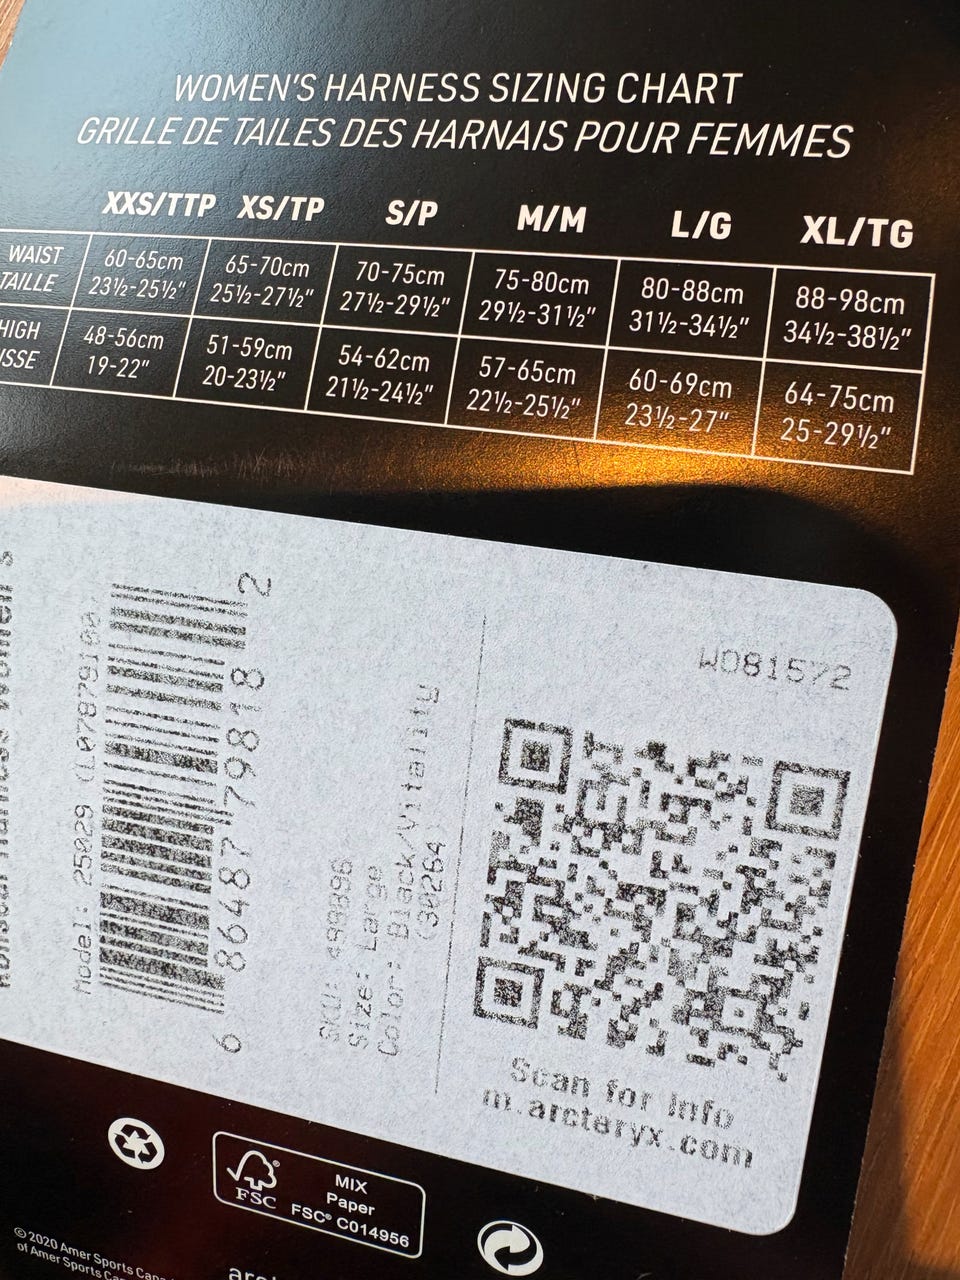 WOMEN'S HARNESS SIZING CHART
GRILLE DE TAILES DES HARNAIS POUR FEMMES
XXS/TTP XS/TP S/P M/M L/G XL/TG
WAIST
TAILLE
60-65cm 65-70cm 70-75cm 75-80cm 80-88cm 88-98cm
23½-25½" 25½-27½" 27½-29½" 29½-31½" 31½-34½" 34½-38½"
HIGH
ISSE
48-56cm 51-59cm 54-62cm 57-65cm 60-69cm 64-75cm
19-22" 20-23½" 21½-24½" 22½-25½" 23½-27" 25-29½"
Model: 25029 (L07879100
6 86487 79818 2
SKU:
Size: Large
Color: Black/Vitality
(30264)
WO81572
Scan for info
m.arcteryx.com
FSC®
MIX
Paper
FSC® C014956
© 2020 Amer Sports
of Amer Sports